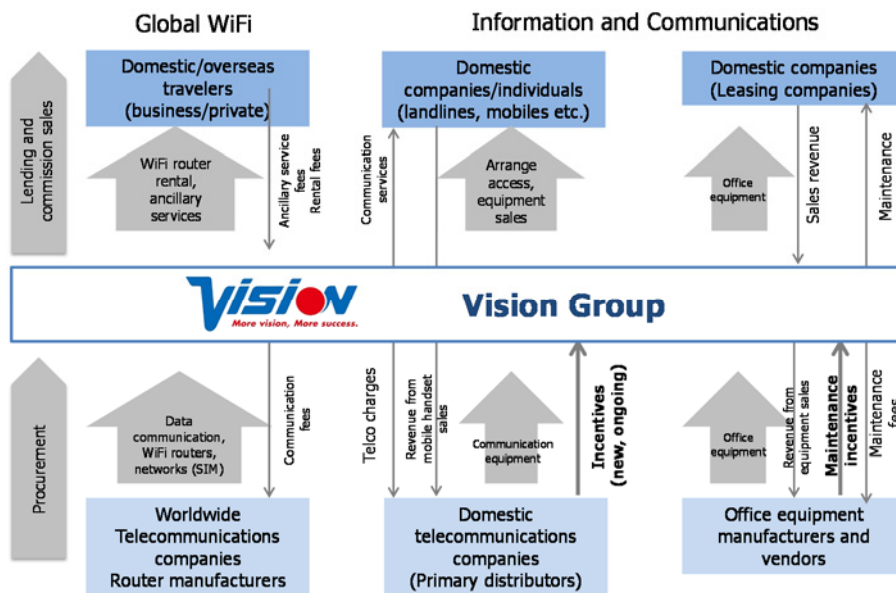 Global WiFi
Information and Communications
Lending and
commission sales
Domestic/overseas
travelers
(business/private)
Domestic
companies/individuals
(landlines, mobiles etc.)
Domestic companies
(Leasing companies)
WiFi router
rental,
ancillary
services
Ancillary service
fees
Rental fees
Communication
services
Arrange
access,
equipment
sales
Office
equipment
Sales revenue
Maintenance
VISION
More vision, More success.
Vision Group
Procurement
Data
communication,
WiFi routers,
networks (SIM)
Communication
fees
Telco charges
Revenue from
mobile handset
sales
Communication
equipment
Incentives
(new, ongoing)
Office
equipment
Revenue from
equipment sales
Maintenance
incentives
Maintenance
fees
Worldwide
Telecommunications
companies
Router manufacturers
Domestic
telecommunications
companies
(Primary distributors)
Office equipment
manufacturers and
vendors